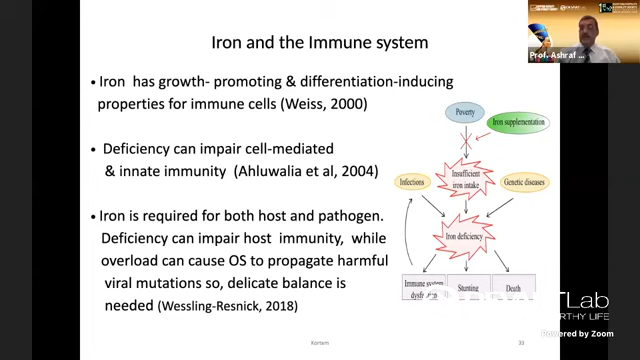 Iron and the Immune system
• Iron has growth- promoting & differentiation-inducing
properties for immune cells (Weiss, 2000)
• Deficiency can impair cell-mediated
& innate immunity (Ahluwalia et al, 2004)
• Iron is required for both host and pathogen.
Deficiency can impair host immunity, while
overload can cause OS to propagate harmful
viral mutations so, delicate balance is
needed (Wessling-Resnick, 2018)
Poverty
Iron supplementation
Insufficient
iron intake
Infections
Genetic diseases
Iron deficiency
Immune system
Stunting
Death
Kortem
33
Prof. Ashraf ...
Lab
ORTHY LIFE
Powered by Zoom